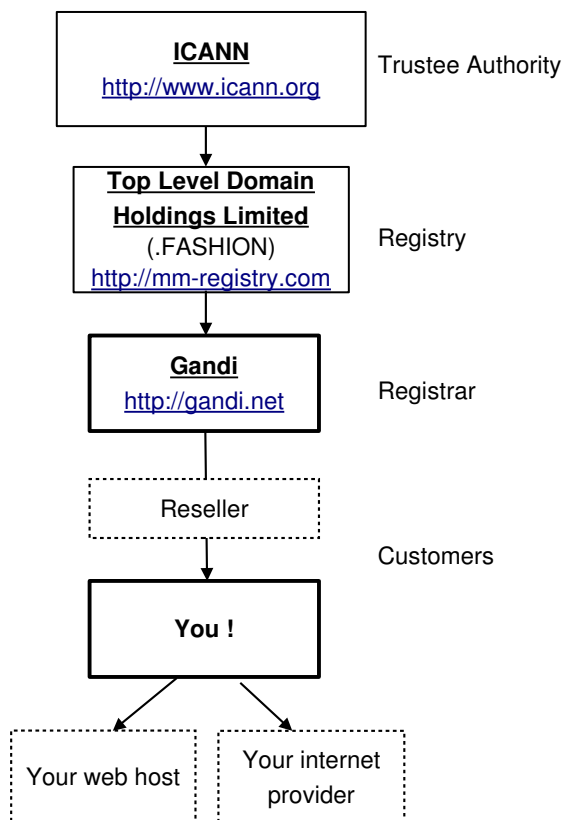 ICANN
http://www.icann.org
Trustee Authority
Top Level Domain
Holdings Limited
(.FASHION)
http://mm-registry.com
Registry
Gandi
http://gandi.net
Registrar
Reseller
Customers
You !
Your web host
Your internet
provider